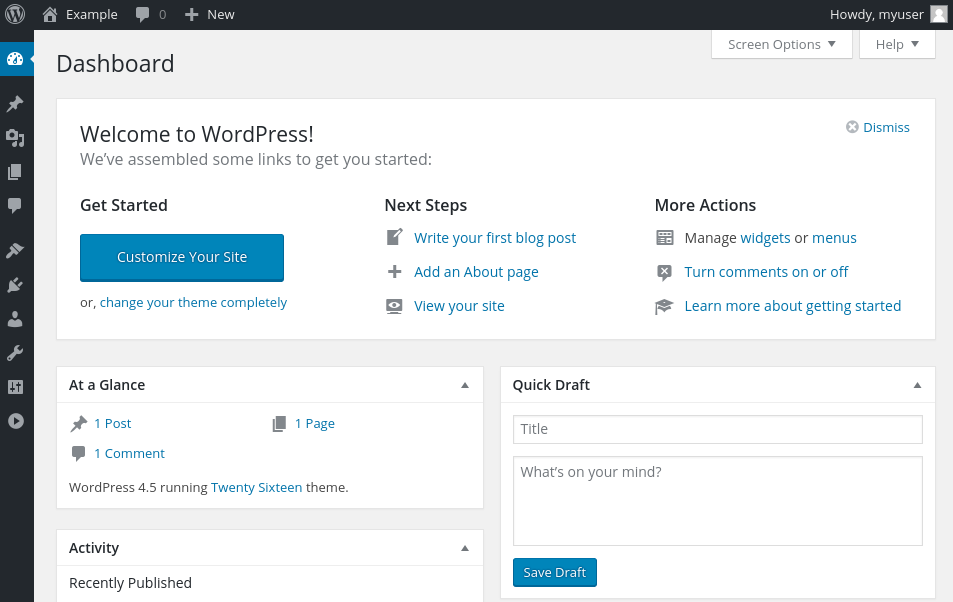 Example 0 New Howdy, myuser
Screen Options Help
Dashboard
Welcome to WordPress!
Dismiss
We’ve assembled some links to get you started:
Get Started
Customize Your Site
or, change your theme completely
Next Steps
Write your first blog post
Add an About page
View your site
More Actions
Manage widgets or menus
Turn comments on or off
Learn more about getting started
At a Glance
1 Post 1 Page
1 Comment
WordPress 4.5 running Twenty Sixteen theme.
Activity
Recently Published
Quick Draft
Title
What’s on your mind?
Save Draft